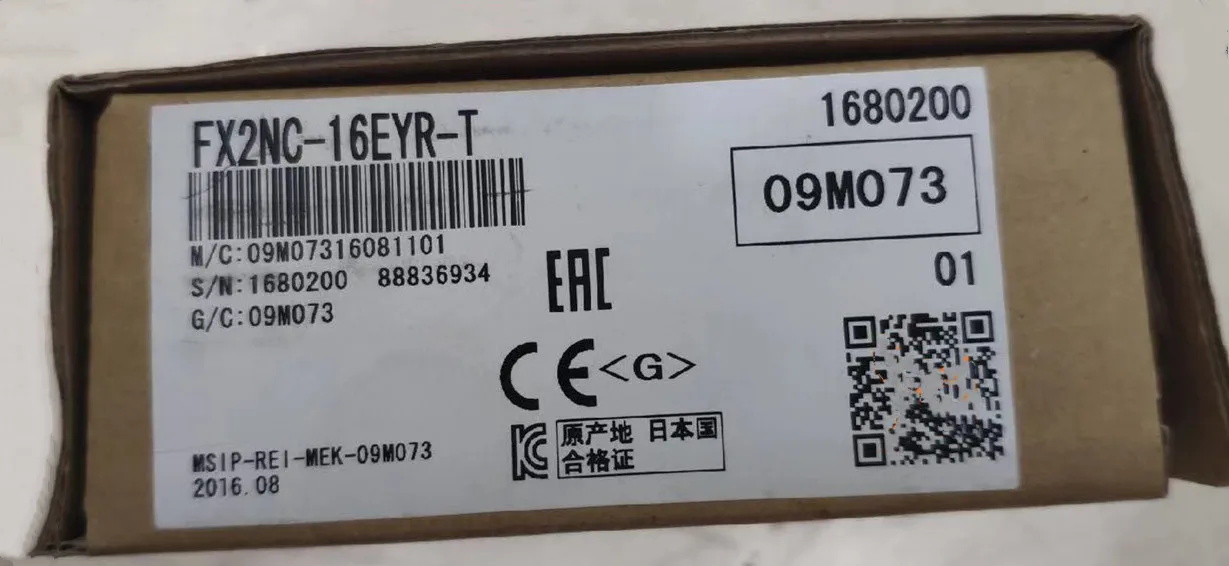 FX2NC-16EYR-T
1680200
09M073
M/C:09M07316081101
S/N:1680200 88836934
G/C:09M073
01
EAC
CE <G>
KC
原产地 日本国
合格证
MSIP-REI-MEK-09M073
2016.08